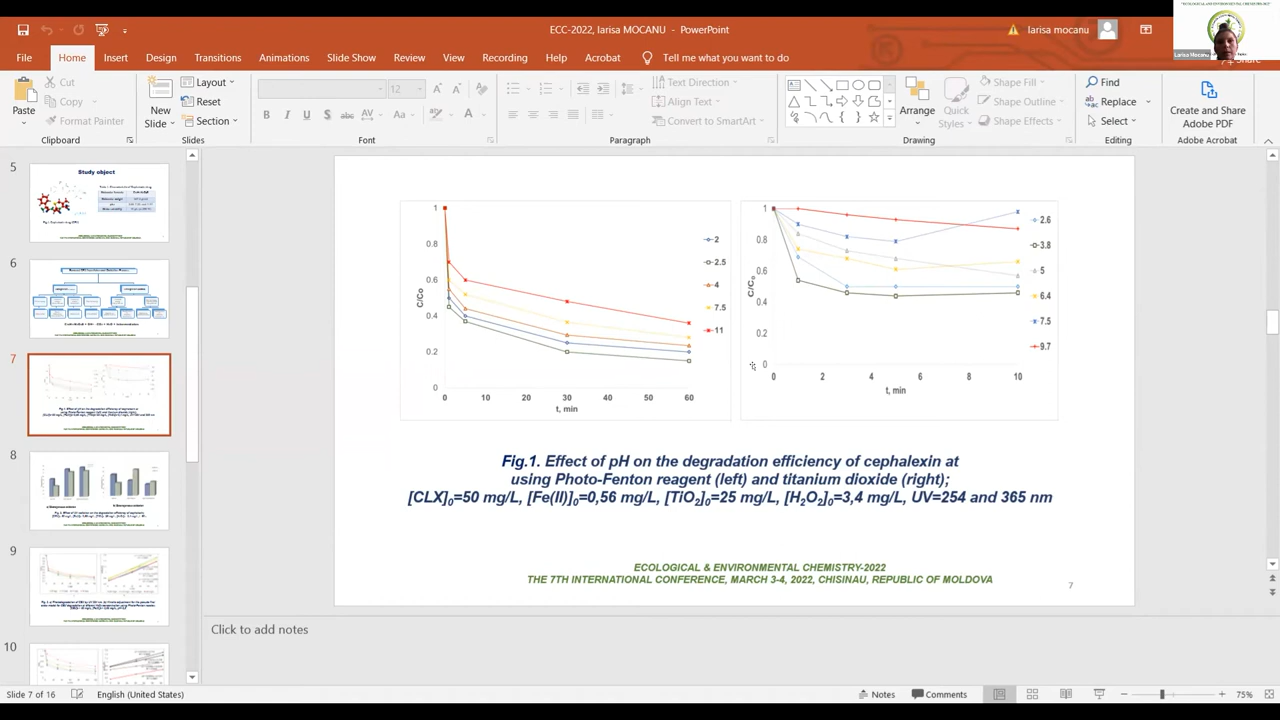 ECC-2022, larisa MOCANU - PowerPoint
larisa mocanu
"ECOLOGICAL AND ENVIRONMENTAL CHEMISTRY-2022"
Larisa Mocanu
Share
File Home Insert Design Transitions Animations Slide Show Review View Recording Help Acrobat Tell me what you want to do
Paste
Cut
Copy
Format Painter
Clipboard
New Slide
Layout
Reset
Section
Slides
12
Font
Text Direction
Align Text
Convert to SmartArt
Paragraph
Arrange
Quick Styles
Shape Fill
Shape Outline
Shape Effects
Drawing
Find
Replace
Select
Editing
Create and Share Adobe PDF
Adobe Acrobat
5
Study object
6
7
8
9
10
1
0.8
0.6
0.4
0.2
0
C/Co
0 10 20 30 40 50 60
t, min
2
2.5
4
7.5
11
1
0.8
0.6
0.4
0.2
0
C/C₀
0 2 4 6 8 10
t, min
2.6
3.8
5
6.4
7.5
9.7
Fig.1. Effect of pH on the degradation efficiency of cephalexin at
using Photo-Fenton reagent (left) and titanium dioxide (right);
[CLX]₀=50 mg/L, [Fe(II)]₀=0,56 mg/L, [TiO₂]₀=25 mg/L, [H₂O₂]₀=3,4 mg/L, UV=254 and 365 nm
ECOLOGICAL & ENVIRONMENTAL CHEMISTRY-2022
THE 7TH INTERNATIONAL CONFERENCE, MARCH 3-4, 2022, CHISINAU, REPUBLIC OF MOLDOVA
7
Click to add notes
Slide 7 of 16 English (United States) Notes Comments 75%